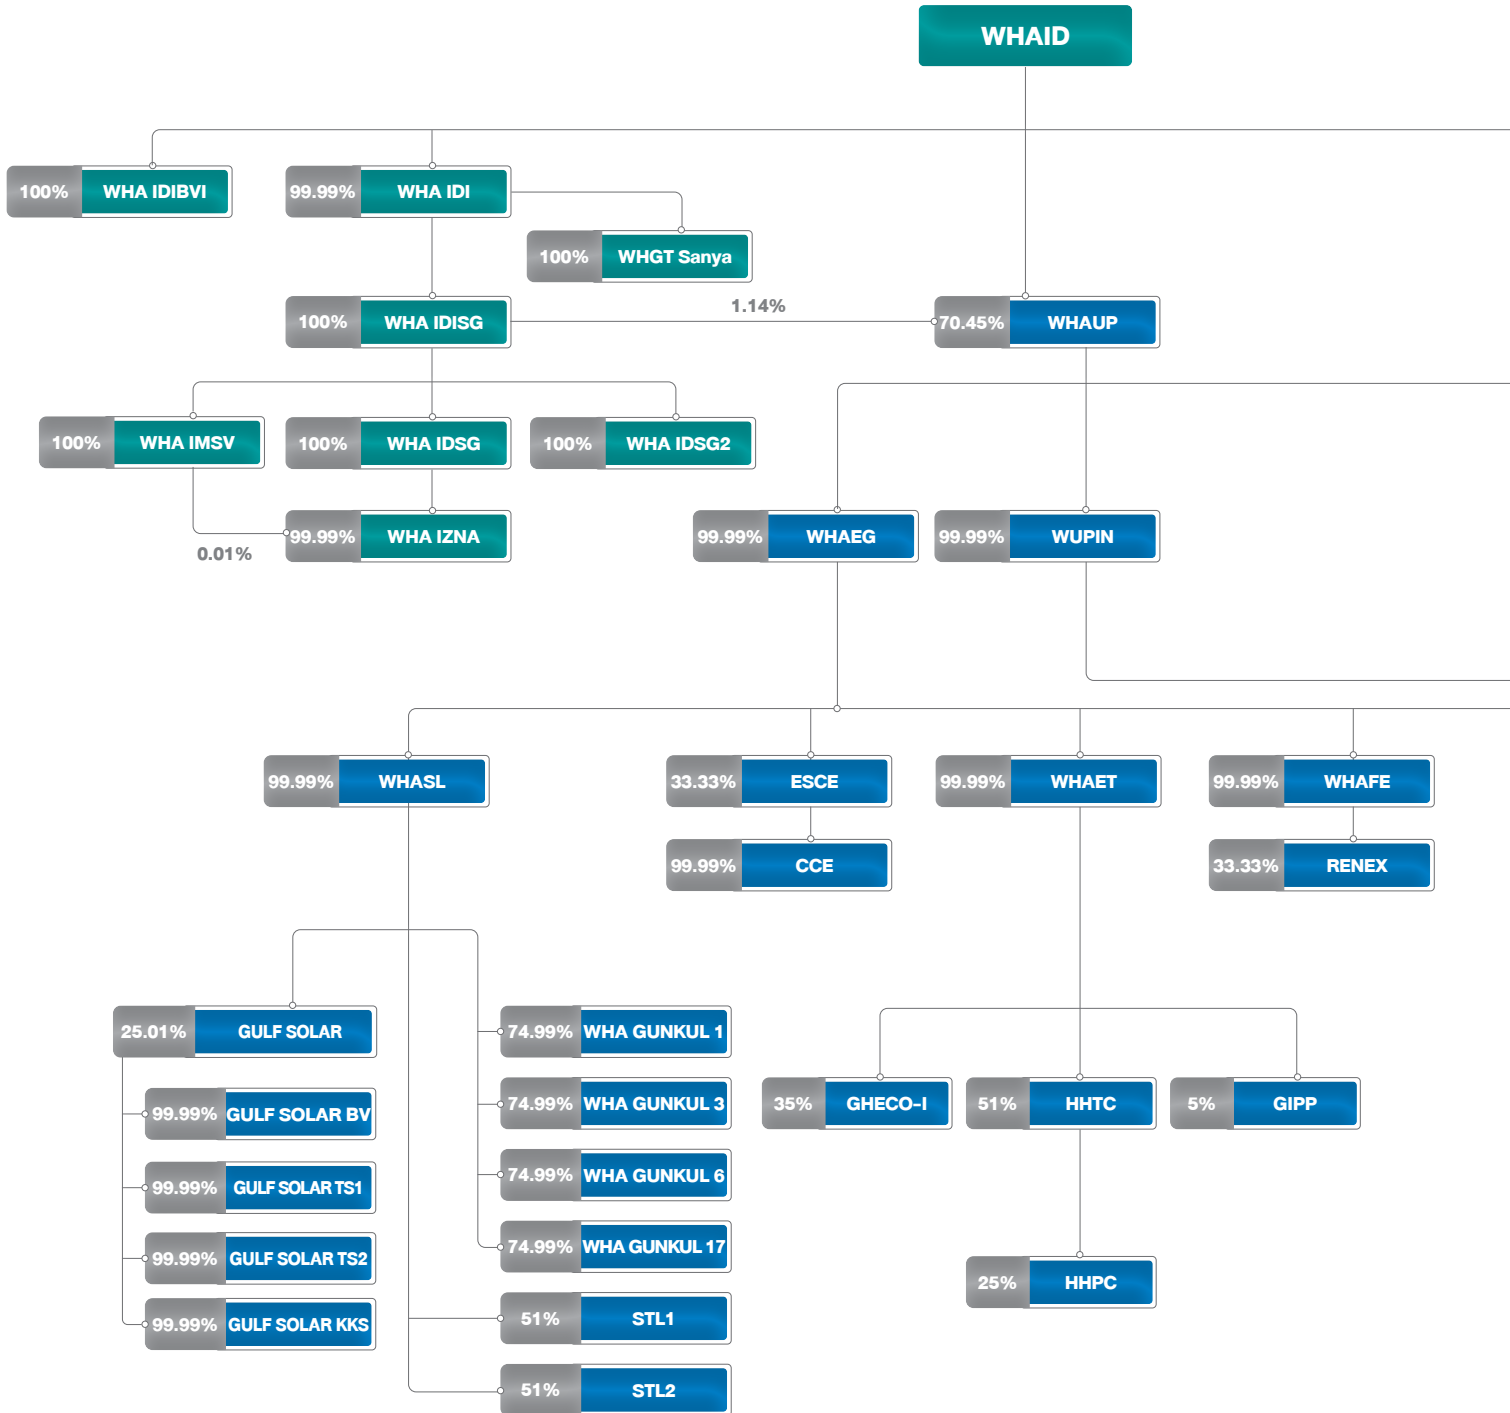 WHAID
100% WHA IDIBVI
99.99% WHA IDI
100% WHGT Sanya
100% WHA IDISG
1.14%
70.45% WHAUP
100% WHA IMSV
100% WHA IDSG
100% WHA IDSG2
99.99% WHA IZNA
0.01%
99.99% WHAEG
99.99% WUPIN
99.99% WHASL
33.33% ESCE
99.99% WHAET
99.99% WHAFE
99.99% CCE
33.33% RENEX
25.01% GULF SOLAR
74.99% WHA GUNKUL 1
99.99% GULF SOLAR BV
74.99% WHA GUNKUL 3
35% GHECO-I
51% HHTC
5% GIPP
99.99% GULF SOLAR TS1
74.99% WHA GUNKUL 6
99.99% GULF SOLAR TS2
74.99% WHA GUNKUL 17
25% HHPC
99.99% GULF SOLAR KKS
51% STL1
51% STL2